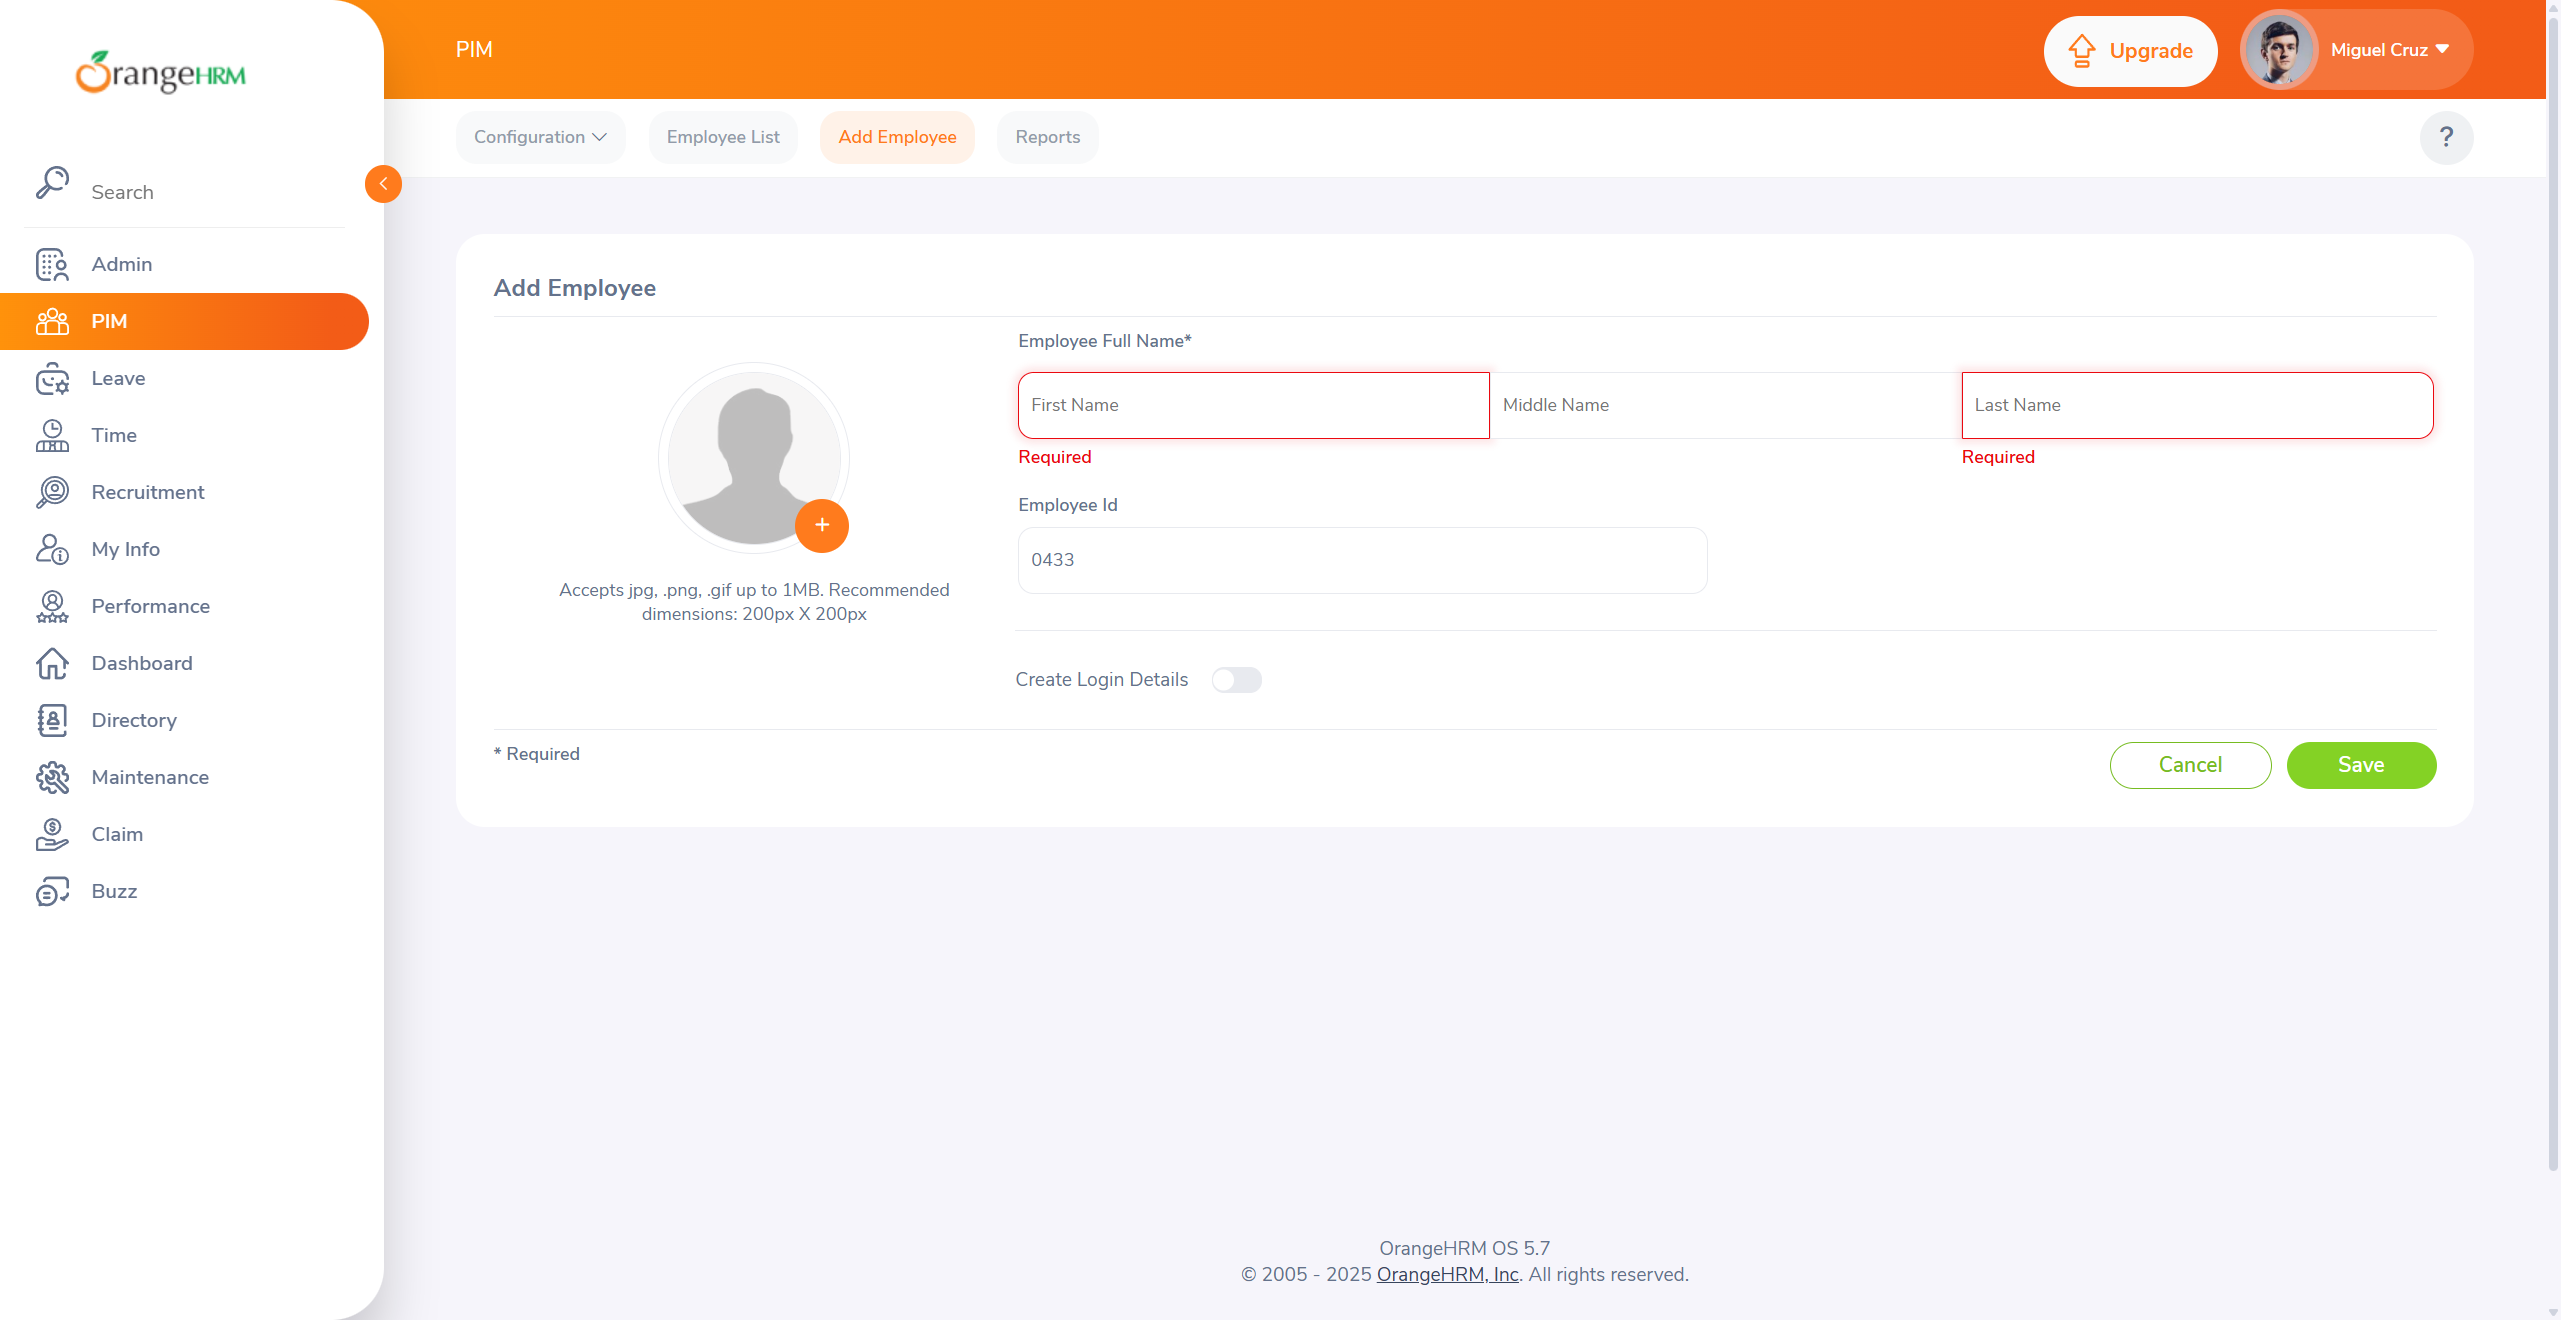 OrangeHRM
Search
Admin
PIM
Leave
Time
Recruitment
My Info
Performance
Dashboard
Directory
Maintenance
Claim
Buzz
PIM
Upgrade
Miguel Cruz
Configuration
Employee List
Add Employee
Reports
?
Add Employee
Accepts jpg, .png, .gif up to 1MB. Recommended
dimensions: 200px X 200px
Employee Full Name*
First Name
Middle Name
Last Name
Required
Required
Employee Id
0433
Create Login Details
* Required
Cancel
Save
OrangeHRM OS 5.7
© 2005 - 2025 OrangeHRM, Inc. All rights reserved.